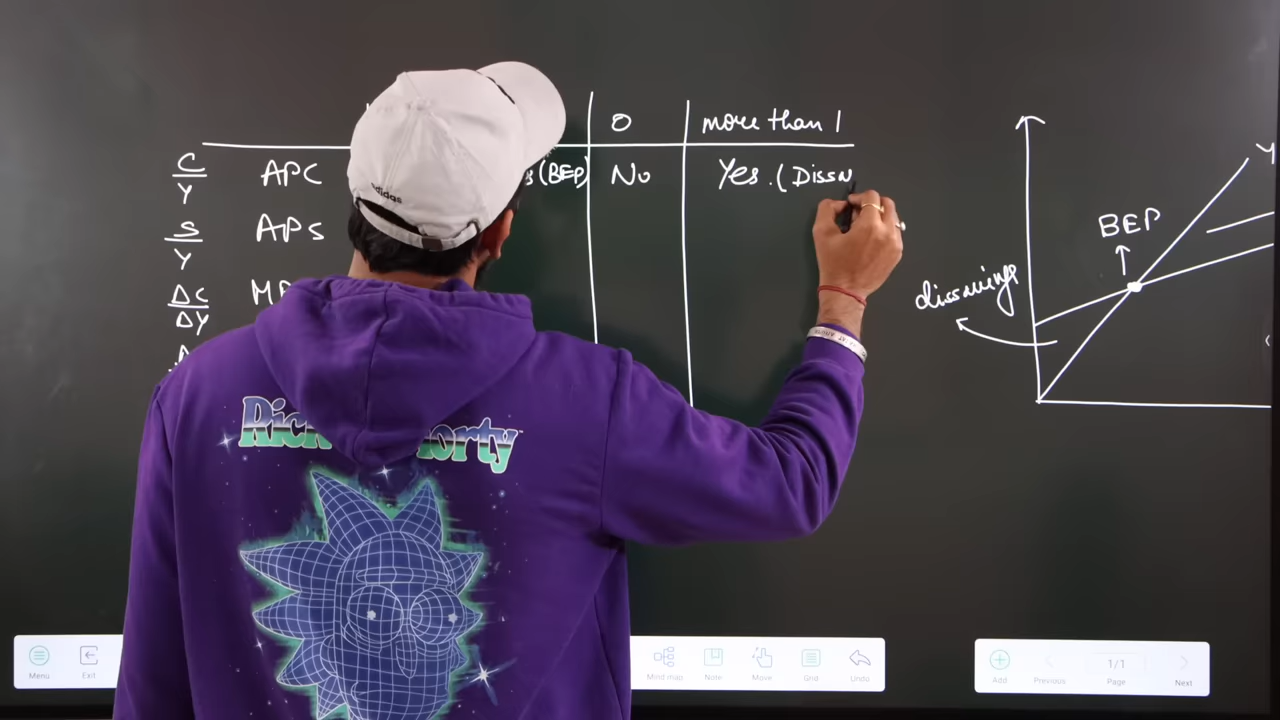 0 more than 1
C/Y APC (BEP) No Yes. (Dissa
S/Y APS
ΔC/ΔY
adidas
Rick Morty
Y
BEP
dissavings
Menu Exit Mind map Note Move Grid Undo
Add Previous 1/1 Page Next